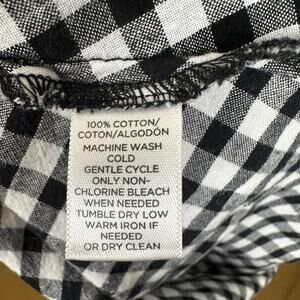 100% COTTON/
COTON/ALGODÓN
MACHINE WASH
COLD
GENTLE CYCLE
ONLY NON-
CHLORINE BLEACH
WHEN NEEDED
TUMBLE DRY LOW
WARM IRON IF
NEEDED
OR DRY CLEAN